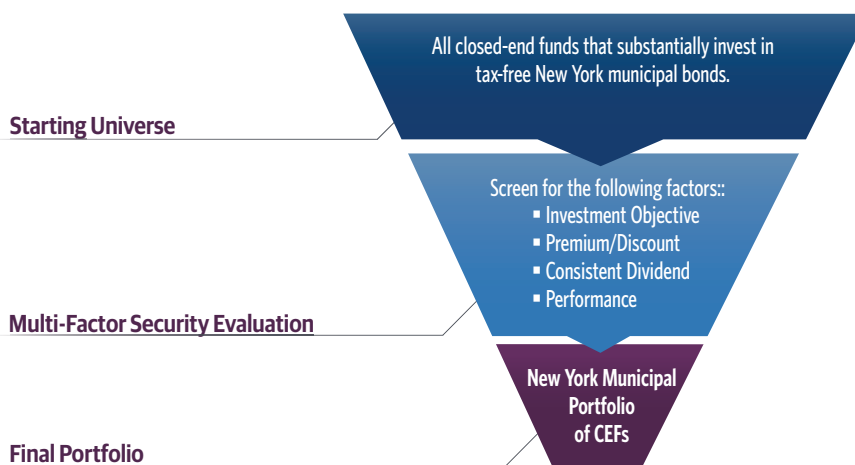 All closed-end funds that substantially invest in
tax-free New York municipal bonds.
Starting Universe
Screen for the following factors::
▪ Investment Objective
▪ Premium/Discount
▪ Consistent Dividend
▪ Performance
Multi-Factor Security Evaluation
New York Municipal
Portfolio
of CEFs
Final Portfolio